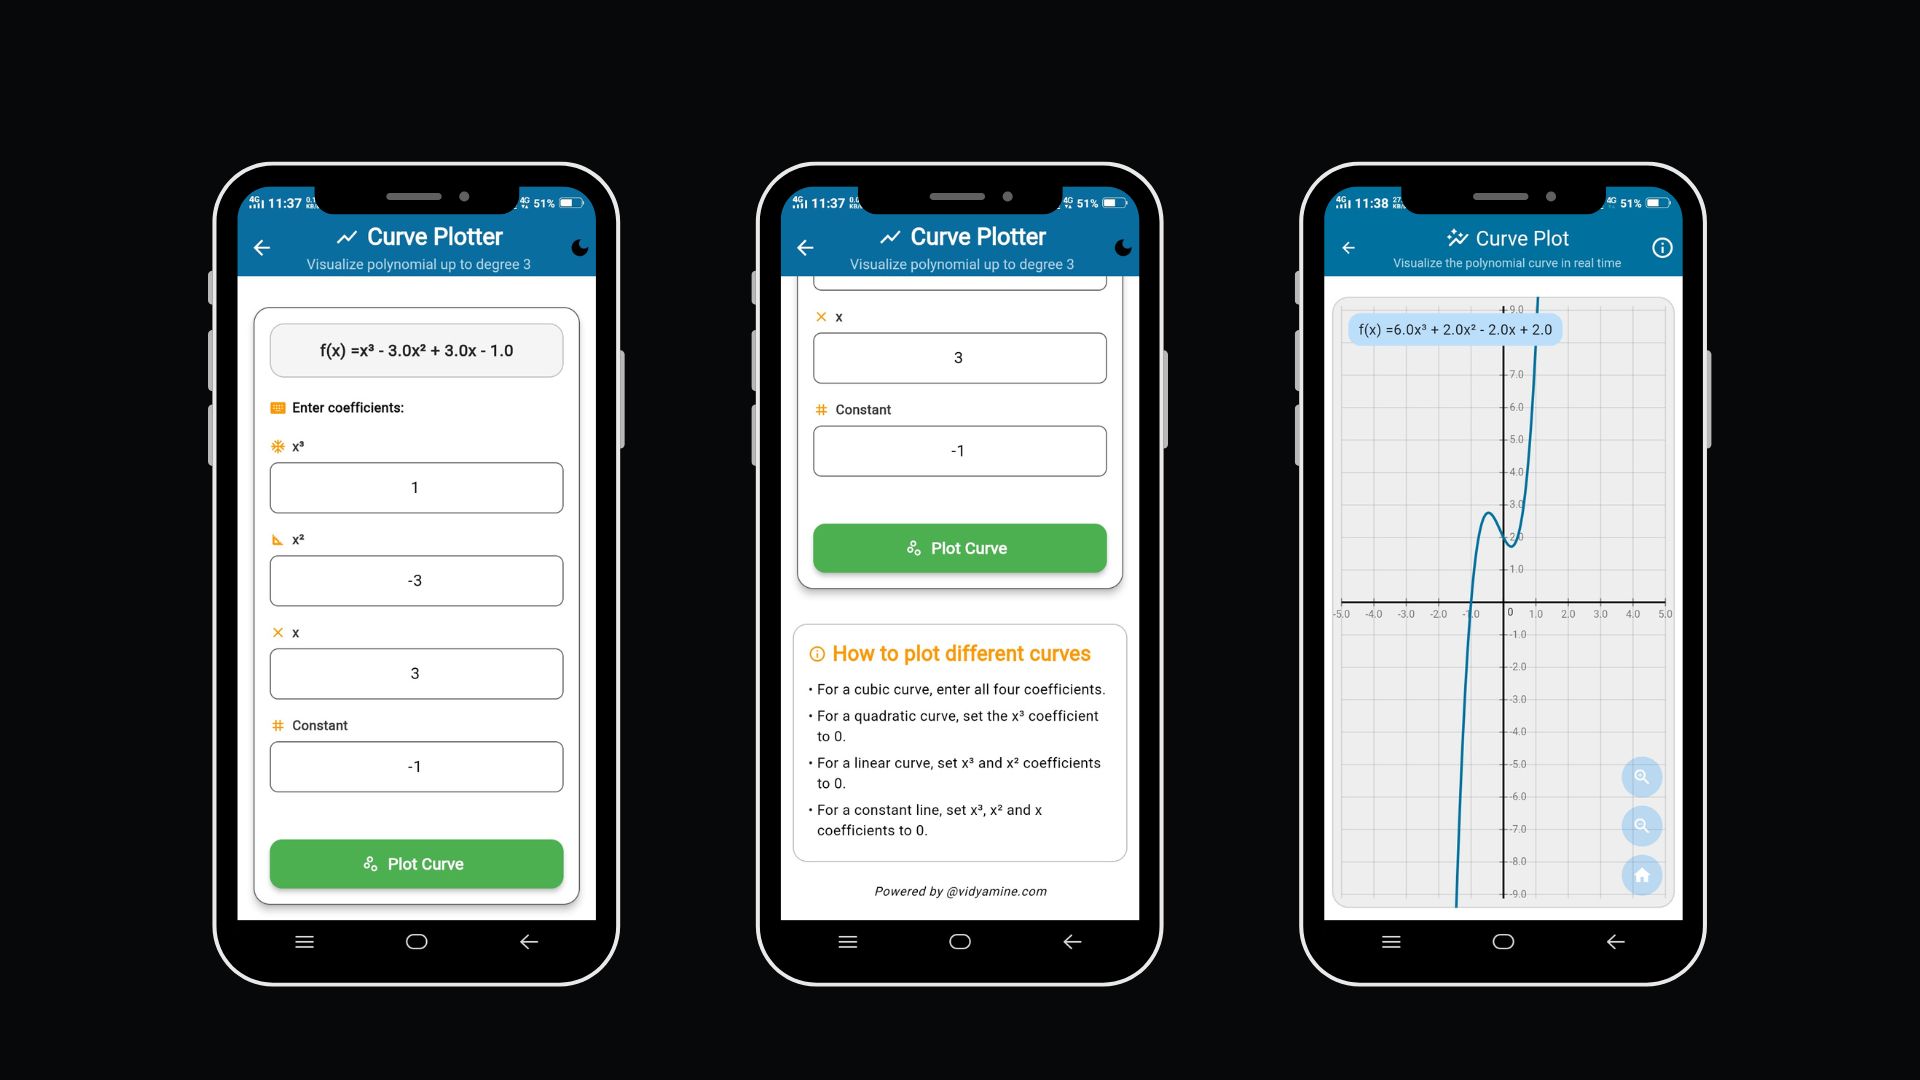 4G 11:37
4G 51%
Curve Plotter
Visualize polynomial up to degree 3
f(x) =x³ - 3.0x² + 3.0x - 1.0
Enter coefficients:
x³
1
x²
-3
x
3
Constant
-1
Plot Curve
4G 11:37
4G 51%
Curve Plotter
Visualize polynomial up to degree 3
x
3
Constant
-1
Plot Curve
How to plot different curves
• For a cubic curve, enter all four coefficients.
• For a quadratic curve, set the x³ coefficient
to 0.
• For a linear curve, set x³ and x² coefficients
to 0.
• For a constant line, set x³, x² and x
coefficients to 0.
Powered by @vidyamine.com
4G 11:38
4G 51%
Curve Plot
Visualize the polynomial curve in real time
9.0
f(x) =6.0x³ + 2.0x² - 2.0x + 2.0
7.0
6.0
5.0
4.0
3.0
2.0
1.0
-5.0 -4.0 -3.0 -2.0 -1.0 0 1.0 2.0 3.0 4.0 5.0
-1.0
-2.0
-3.0
-4.0
-5.0
-6.0
-7.0
-8.0
-9.0